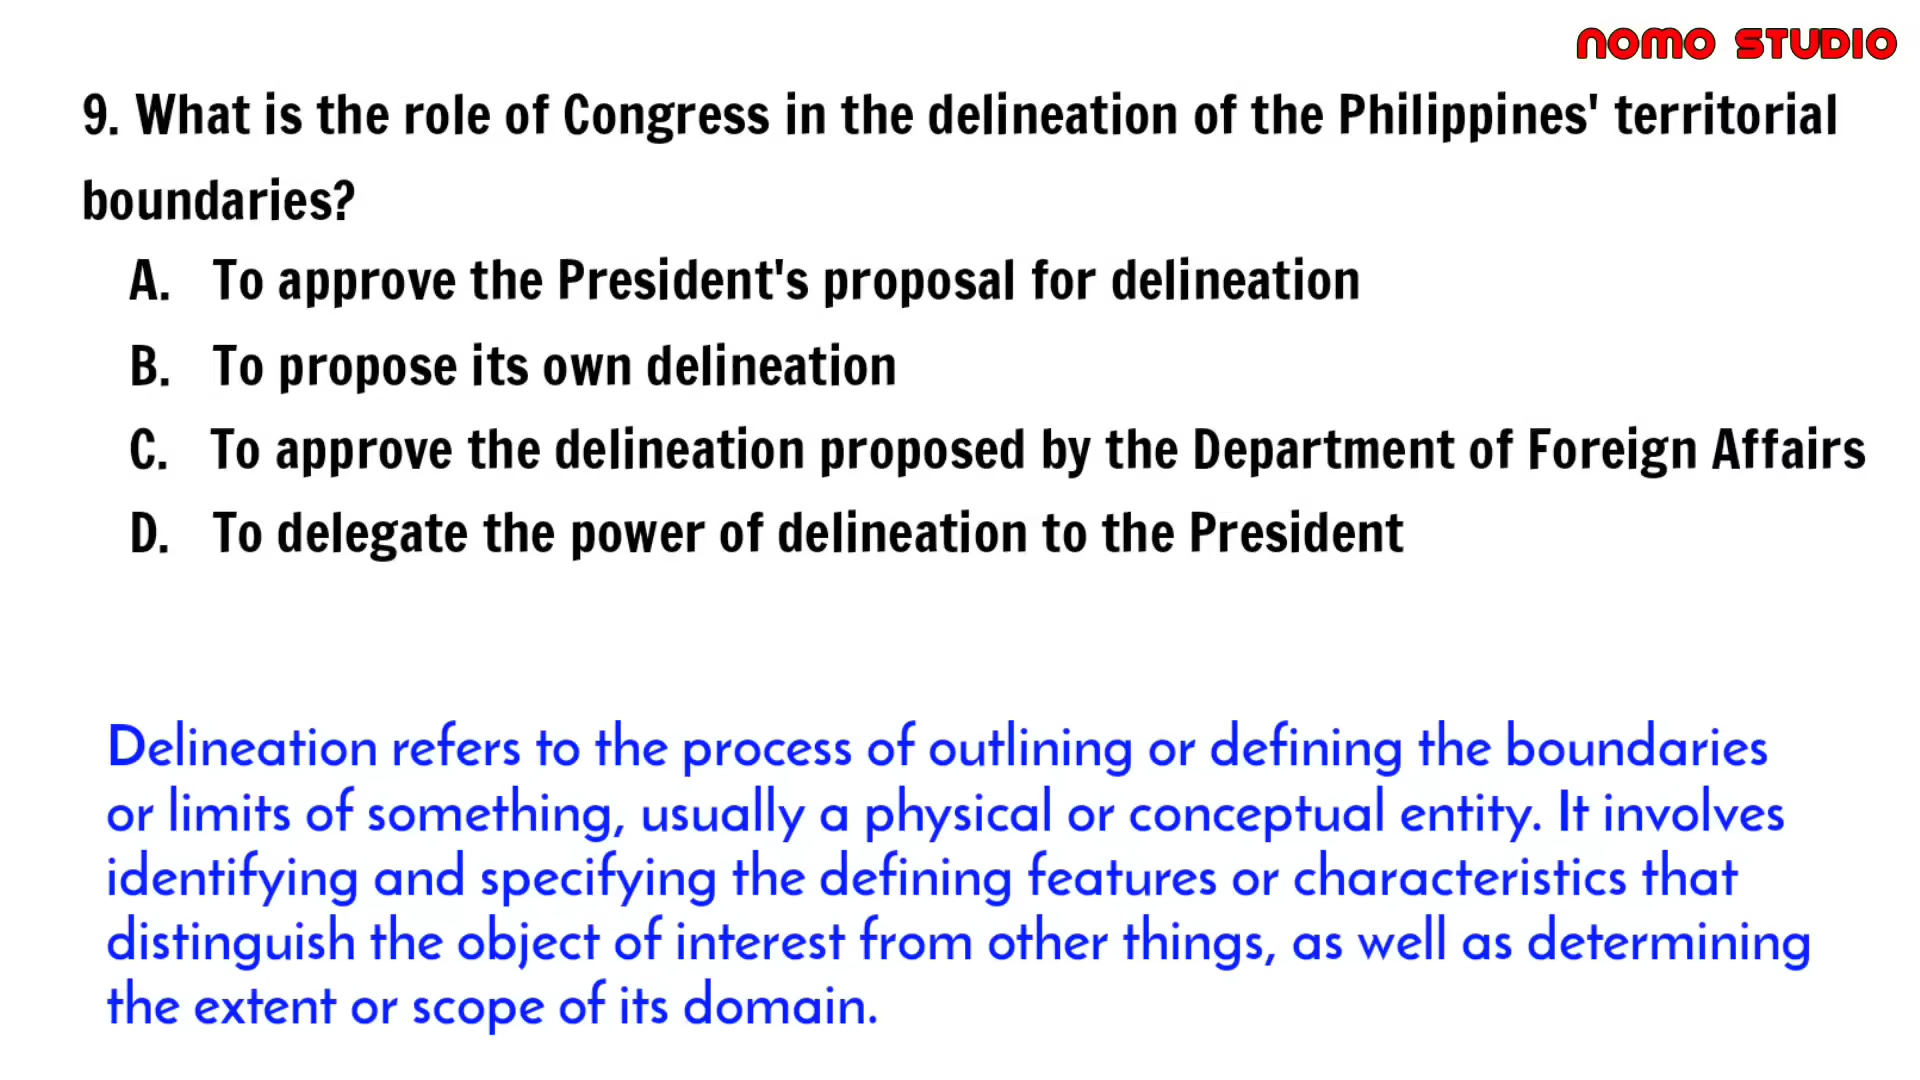 NOMO STUDIO
9. What is the role of Congress in the delineation of the Philippines' territorial
boundaries?
A. To approve the President's proposal for delineation
B. To propose its own delineation
C. To approve the delineation proposed by the Department of Foreign Affairs
D. To delegate the power of delineation to the President
Delineation refers to the process of outlining or defining the boundaries
or limits of something, usually a physical or conceptual entity. It involves
identifying and specifying the defining features or characteristics that
distinguish the object of interest from other things, as well as determining
the extent or scope of its domain.